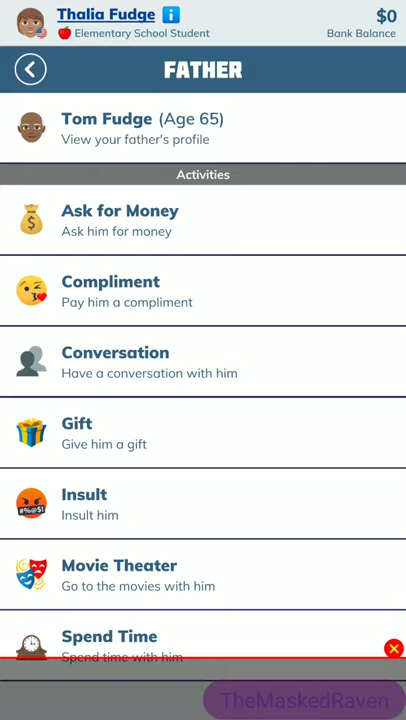 Thalia Fudge
$0
Elementary School Student
Bank Balance
FATHER
Tom Fudge (Age 65)
View your father's profile
Activities
Ask for Money
Ask him for money
Compliment
Pay him a compliment
Conversation
Have a conversation with him
Gift
Give him a gift
#%@$!
Insult
Insult him
Movie Theater
Go to the movies with him
Spend Time
Spend time with him
TheMaskedRaven